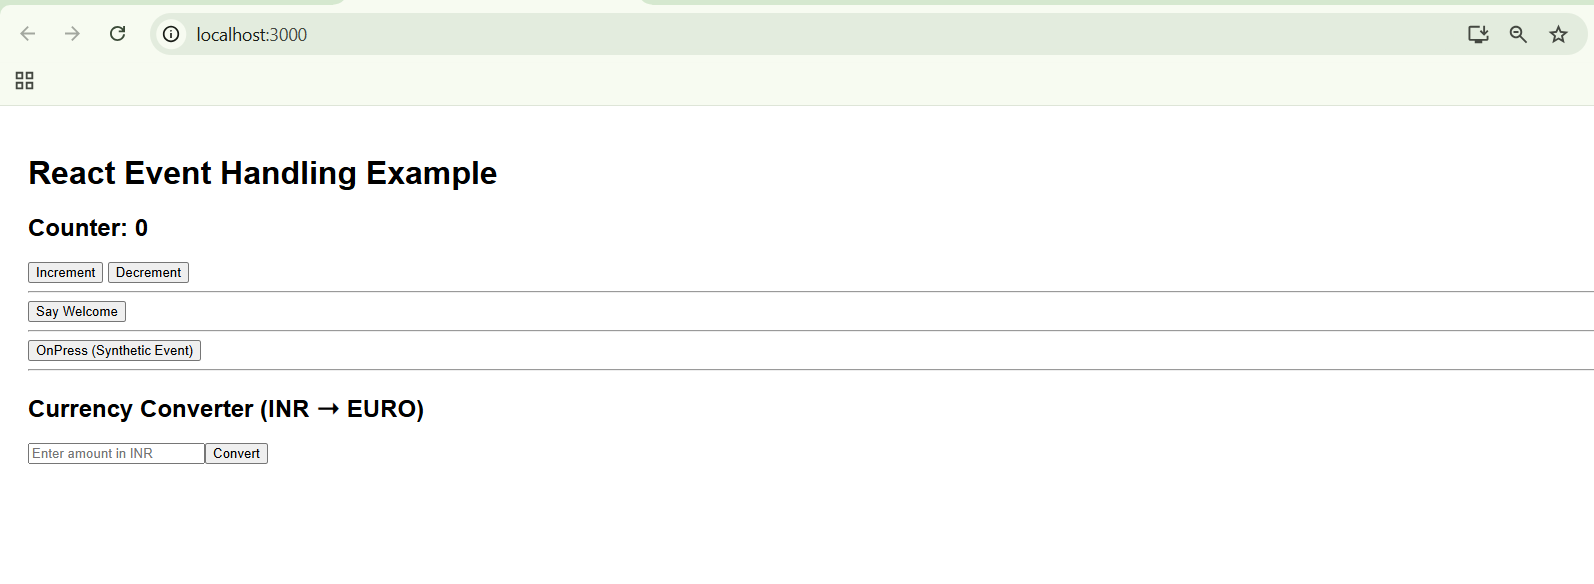 localhost:3000
React Event Handling Example
Counter: 0
Increment Decrement
Say Welcome
OnPress (Synthetic Event)
Currency Converter (INR → EURO)
Enter amount in INR Convert